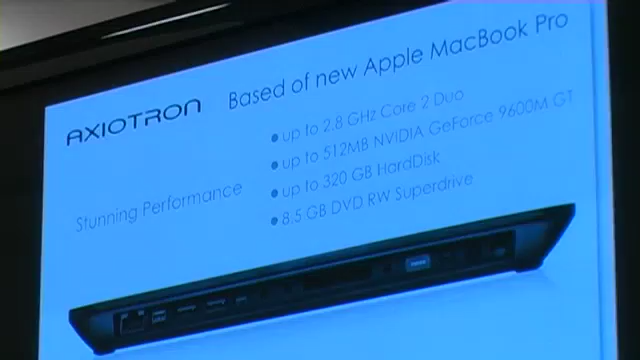 AXIOTRON
Based of new Apple MacBook Pro
Stunning Performance
• up to 2.8 GHz Core 2 Duo
• up to 512MB NVIDIA GeForce 9600M GT
• up to 320 GB HardDisk
• 8.5 GB DVD RW Superdrive